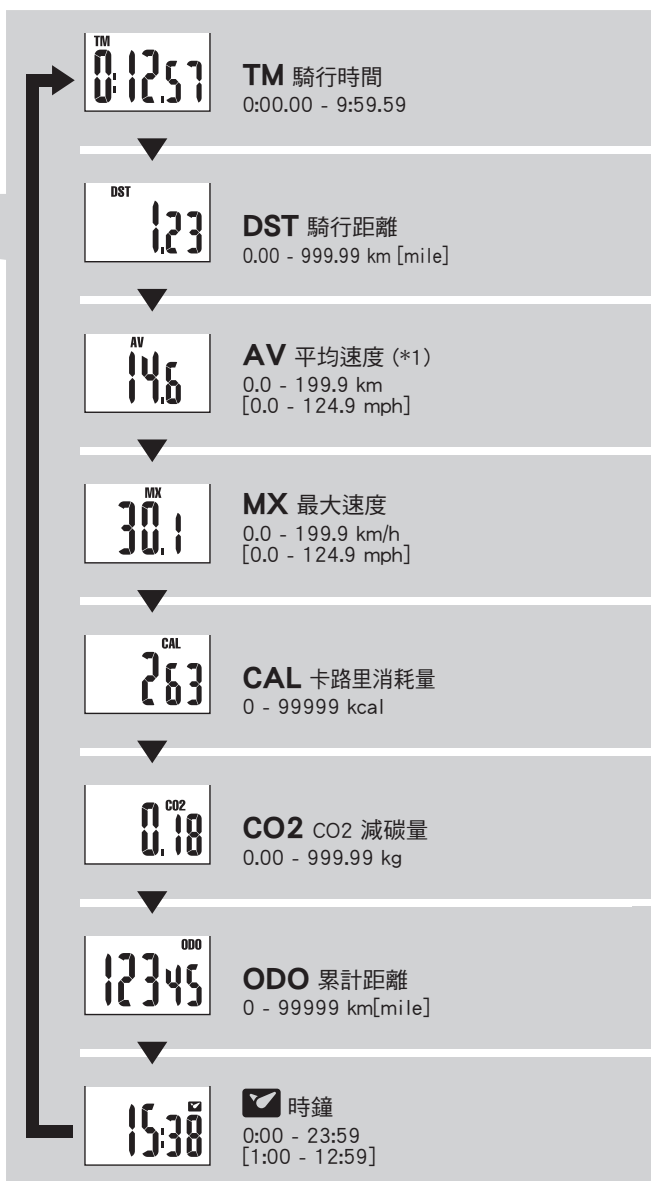 TM
0:12.57
TM 騎行時間
0:00.00 - 9:59.59
DST
1.23
DST 騎行距離
0.00 - 999.99 km [mile]
AV
14.6
AV 平均速度 (*1)
0.0 - 199.9 km
[0.0 - 124.9 mph]
MX
30.1
MX 最大速度
0.0 - 199.9 km/h
[0.0 - 124.9 mph]
CAL
263
CAL 卡路里消耗量
0 - 99999 kcal
CO2
0.18
CO2 CO2 減碳量
0.00 - 999.99 kg
ODO
12345
ODO 累計距離
0 - 99999 km[mile]
15:38
時鐘
0:00 - 23:59
[1:00 - 12:59]